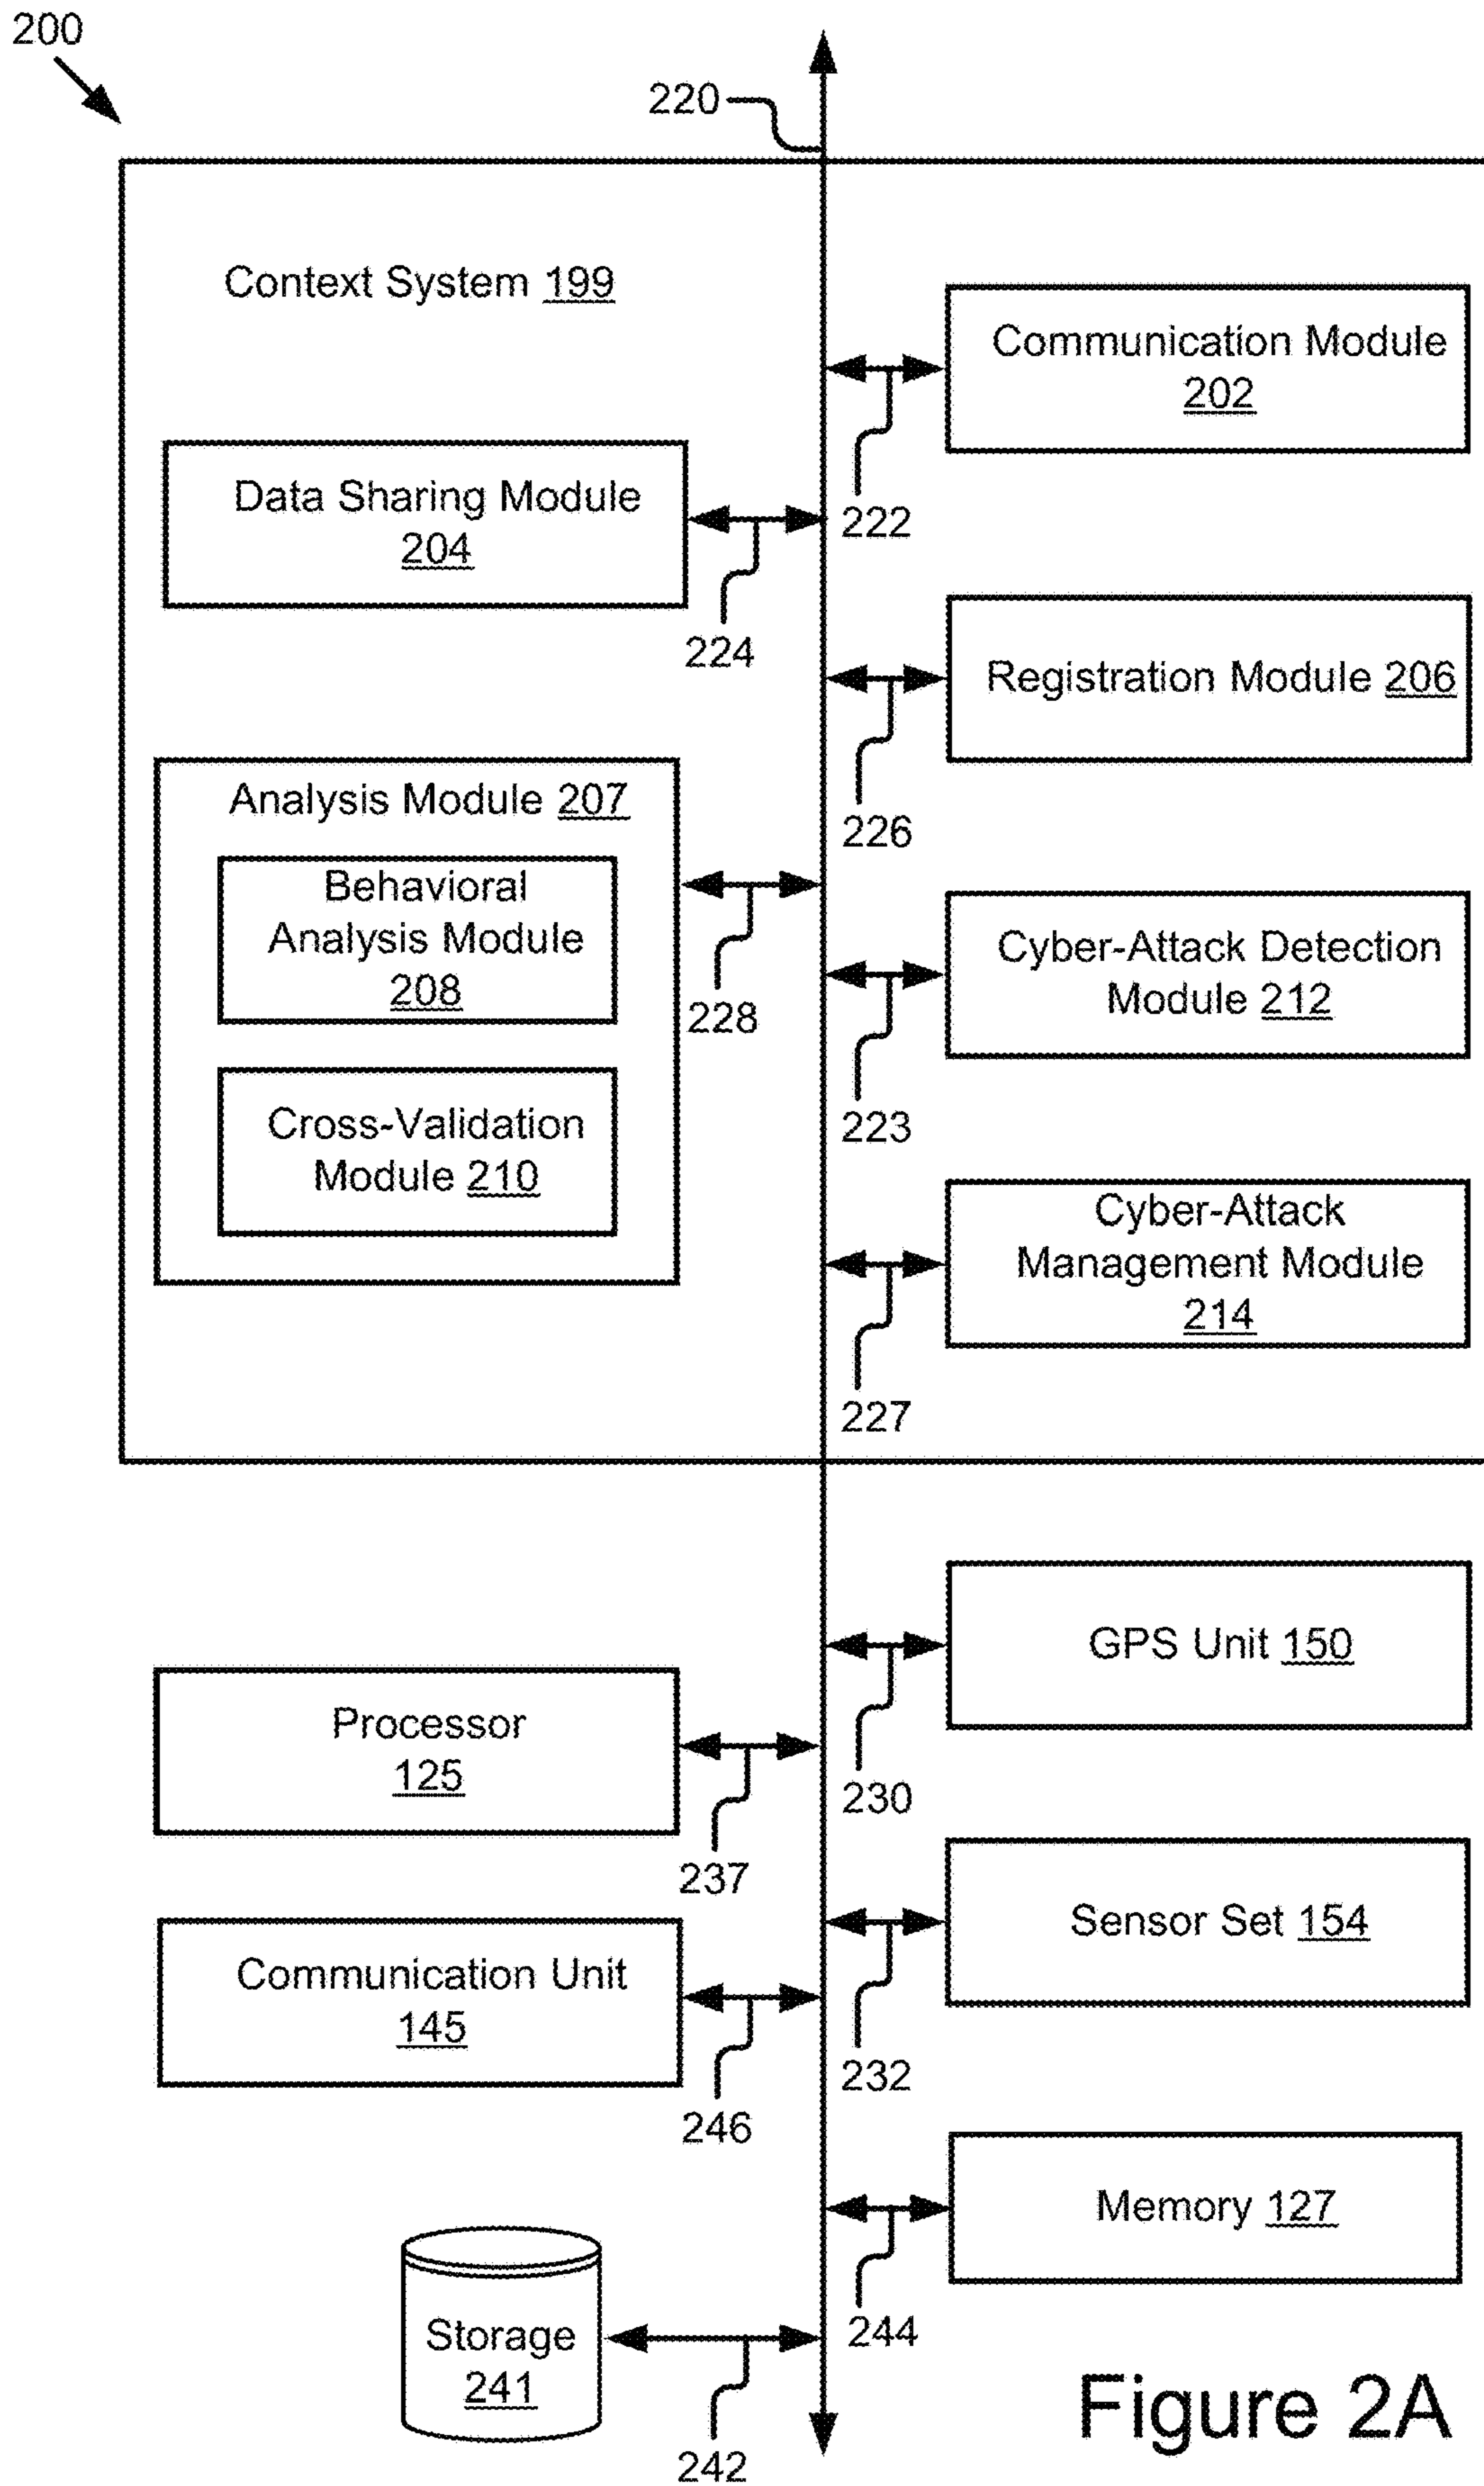 200
220
Context System 199
Communication Module
202
222
Data Sharing Module
204
224
Registration Module 206
226
Analysis Module 207
Behavioral
Analysis Module
208
228
Cross-Validation
Module 210
Cyber-Attack Detection
Module 212
223
Cyber-Attack
Management Module
214
227
GPS Unit 150
230
Processor
125
237
Sensor Set 154
232
Communication Unit
145
246
Memory 127
244
Storage
241
242
Figure 2A